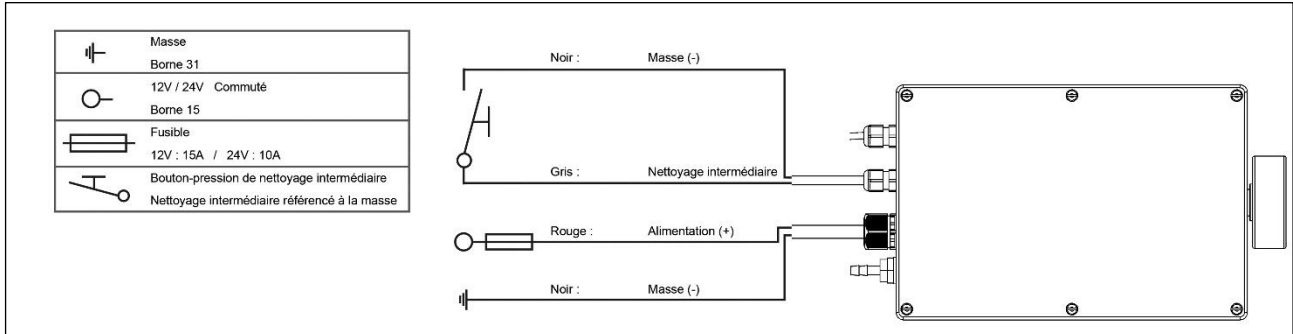 Masse
Borne 31
12V / 24V Commuté
Borne 15
Fusible
12V : 15A / 24V : 10A
Bouton-pression de nettoyage intermédiaire
Nettoyage intermédiaire référencé à la masse
Noir : Masse (-)
Gris : Nettoyage intermédiaire
Rouge : Alimentation (+)
Noir : Masse (-)